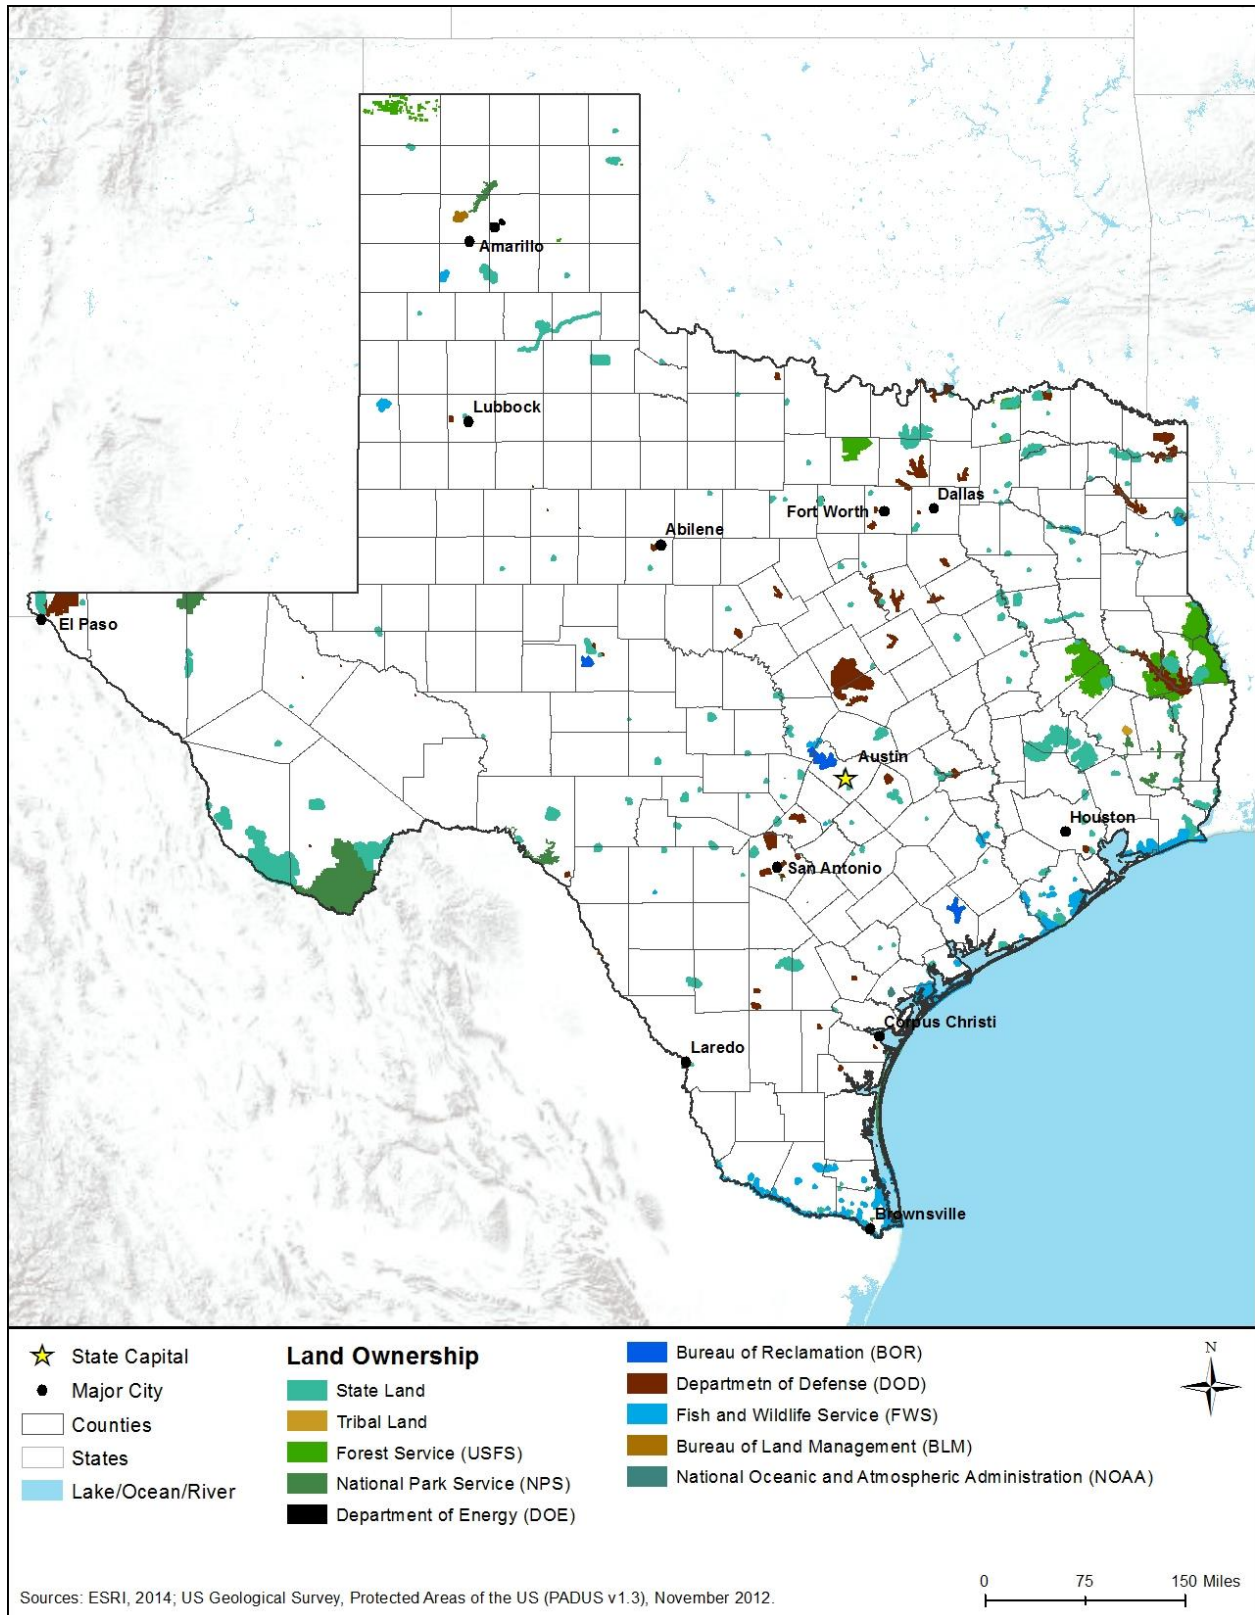 Amarillo
Lubbock
Dallas
Fort Worth
Abilene
El Paso
Austin
Houston
San Antonio
Corpus Christi
Laredo
Brownsville
State Capital
Major City
Counties
States
Lake/Ocean/River
Land Ownership
State Land
Tribal Land
Forest Service (USFS)
National Park Service (NPS)
Department of Energy (DOE)
Bureau of Reclamation (BOR)
Departmetn of Defense (DOD)
Fish and Wildlife Service (FWS)
Bureau of Land Management (BLM)
National Oceanic and Atmospheric Administration (NOAA)
N
0 75 150 Miles
Sources: ESRI, 2014; US Geological Survey, Protected Areas of the US (PADUS v1.3), November 2012.